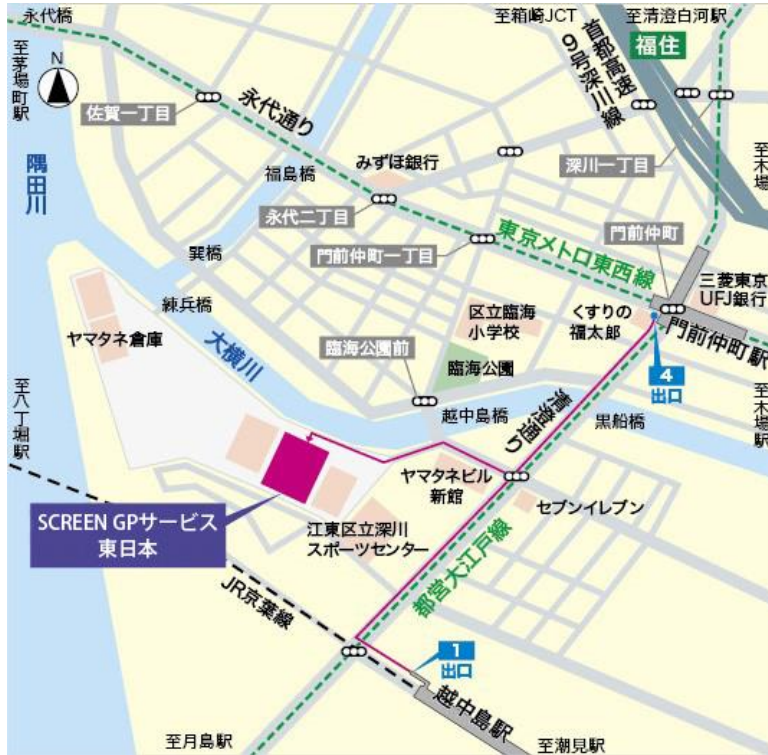 永代橋
至箱崎JCT
至清澄白河駅
福住
首都高速
9号深川線
至茅場町駅
N
佐賀一丁目
永代通り
みずほ銀行
深川一丁目
至木場
隅田川
福島橋
永代二丁目
門前仲町一丁目
東京メトロ東西線
門前仲町
巽橋
練兵橋
三菱東京
UFJ銀行
区立臨海
小学校
くすりの
福太郎
門前仲町駅
ヤマタネ倉庫
大横川
臨海公園前
臨海公園
4
出口
至八丁堀駅
越中島橋
清澄通り
黒船橋
至木場駅
ヤマタネビル
新館
セブンイレブン
SCREEN GPサービス
東日本
江東区立深川
スポーツセンター
都営大江戸線
JR京葉線
1
出口
越中島駅
至月島駅
至潮見駅